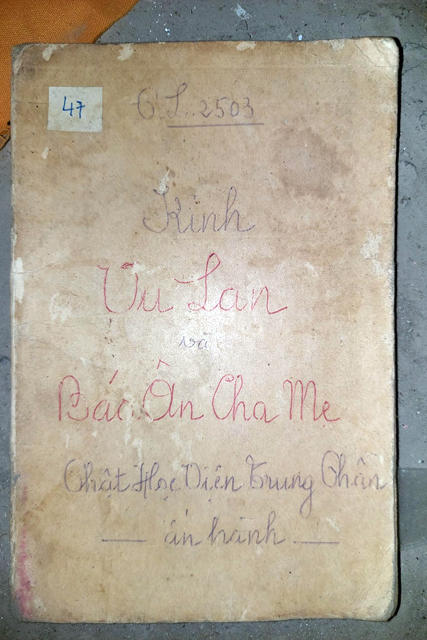 47
P.L. 2503
Kinh
Vu Lan
và
Báo Ân Cha Mẹ
Phật Học Viện Trung Phần
ấn hành